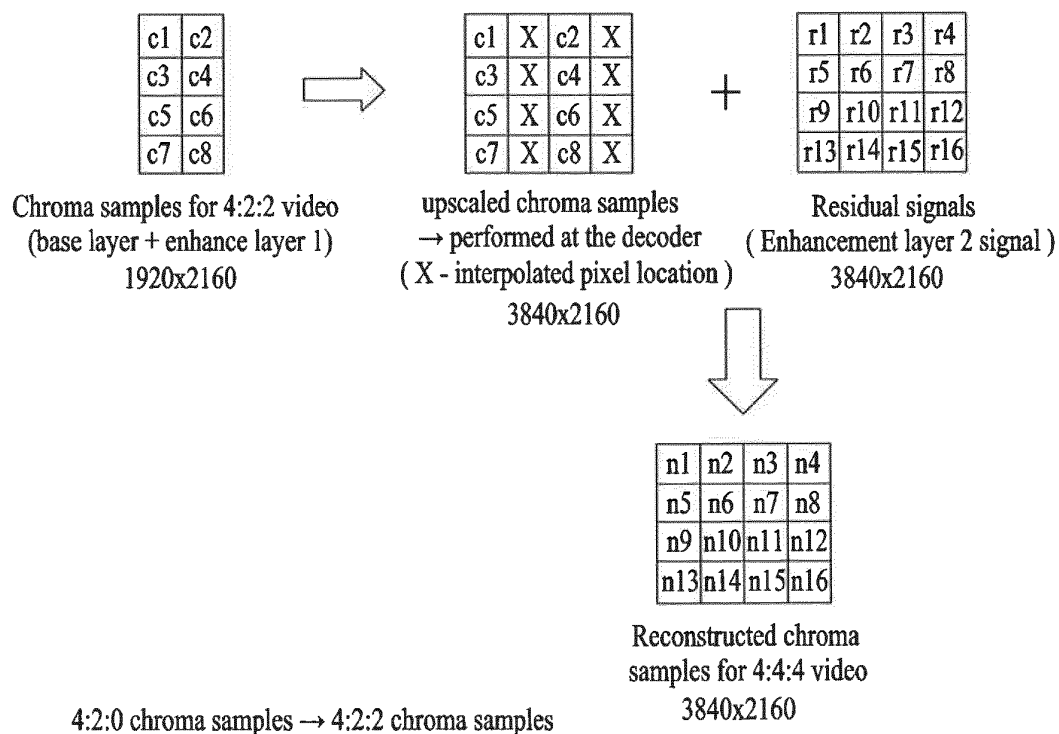 c1 c2
c3 c4
c5 c6
c7 c8
Chroma samples for 4:2:2 video
(base layer + enhance layer 1)
1920x2160
c1 X c2 X
c3 X c4 X
c5 X c6 X
c7 X c8 X
upscaled chroma samples
→ performed at the decoder
( X - interpolated pixel location )
3840x2160
+
r1 r2 r3 r4
r5 r6 r7 r8
r9 r10 r11 r12
r13 r14 r15 r16
Residual signals
( Enhancement layer 2 signal )
3840x2160
n1 n2 n3 n4
n5 n6 n7 n8
n9 n10 n11 n12
n13 n14 n15 n16
Reconstructed chroma
samples for 4:4:4 video
3840x2160
4:2:0 chroma samples → 4:2:2 chroma samples